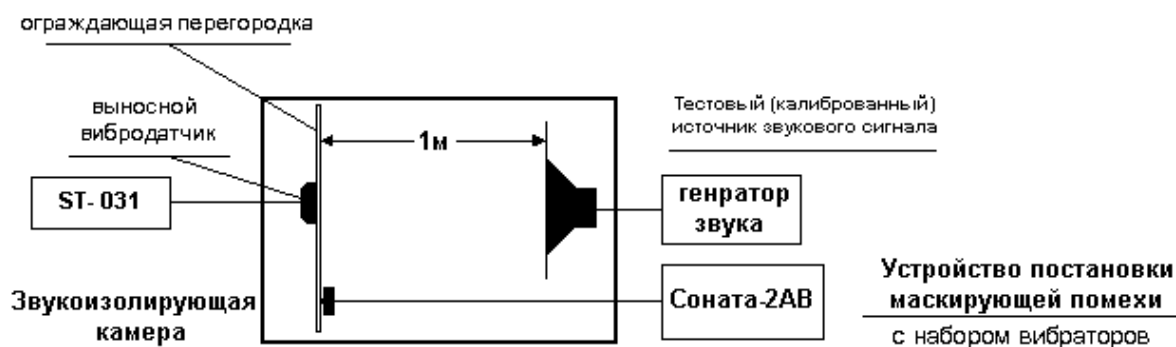 ограждающая перегородка
выносной
вибродатчик
ST- 031
1м
Тестовый (калиброванный)
источник звукового сигнала
генратор
звука
Звукоизолирующая
камера
Соната-2АВ
Устройство постановки
маскирующей помехи
с набором вибраторов